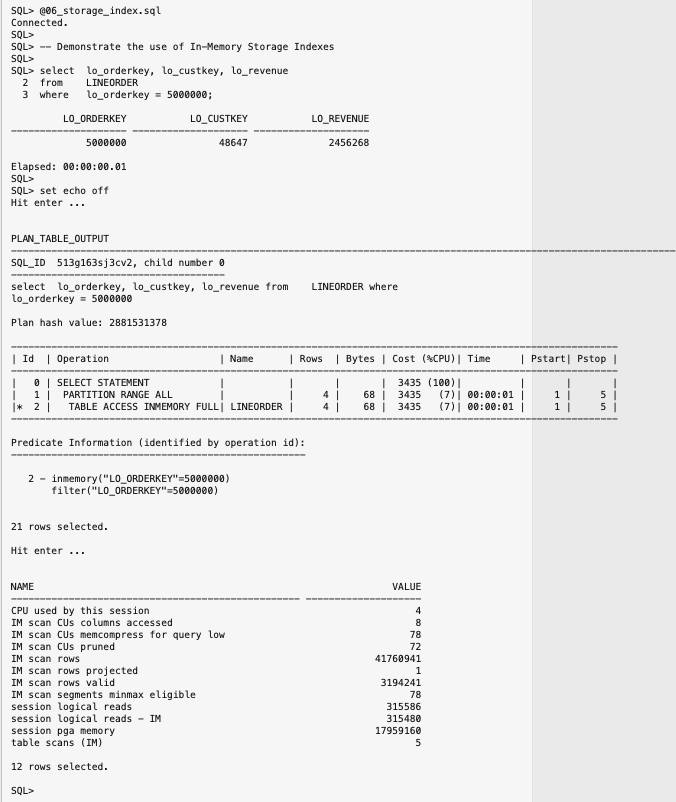 SQL> @06_storage_index.sql
Connected.
SQL>
SQL> -- Demonstrate the use of In-Memory Storage Indexes
SQL>
SQL> select  lo_orderkey, lo_custkey, lo_revenue
  2  from    LINEORDER
  3  where   lo_orderkey = 5000000;

         LO_ORDERKEY           LO_CUSTKEY           LO_REVENUE
-------------------- -------------------- --------------------
             5000000                48647              2456268

Elapsed: 00:00:00.01
SQL>
SQL> set echo off
Hit enter ...


PLAN_TABLE_OUTPUT
------------------------------------------------------------------------------------------------------------------------
SQL_ID  513g163sj3cv2, child number 0
-------------------------------------
select  lo_orderkey, lo_custkey, lo_revenue from    LINEORDER where
lo_orderkey = 5000000

Plan hash value: 2881531378

---------------------------------------------------------------------------------------------------------
| Id  | Operation                   | Name      | Rows  | Bytes | Cost (%CPU)| Time     | Pstart| Pstop |
---------------------------------------------------------------------------------------------------------
|   0 | SELECT STATEMENT            |           |       |       |  3435 (100)|          |       |       |
|   1 |  PARTITION RANGE ALL        |           |     4 |    68 |  3435   (7)| 00:00:01 |     1 |     5 |
|*  2 |   TABLE ACCESS INMEMORY FULL| LINEORDER |     4 |    68 |  3435   (7)| 00:00:01 |     1 |     5 |
---------------------------------------------------------------------------------------------------------

Predicate Information (identified by operation id):
---------------------------------------------------

   2 - inmemory("LO_ORDERKEY"=5000000)
       filter("LO_ORDERKEY"=5000000)


21 rows selected.

Hit enter ...


NAME                                                              VALUE
-------------------------------------------------- --------------------
CPU used by this session                                              4
IM scan CUs columns accessed                                          8
IM scan CUs memcompress for query low                                78
IM scan CUs pruned                                                   72
IM scan rows                                                   41760941
IM scan rows projected                                                1
IM scan rows valid                                              3194241
IM scan segments minmax eligible                                     78
session logical reads                                            315586
session logical reads - IM                                       315480
session pga memory                                             17959160
table scans (IM)                                                      5

12 rows selected.

SQL>